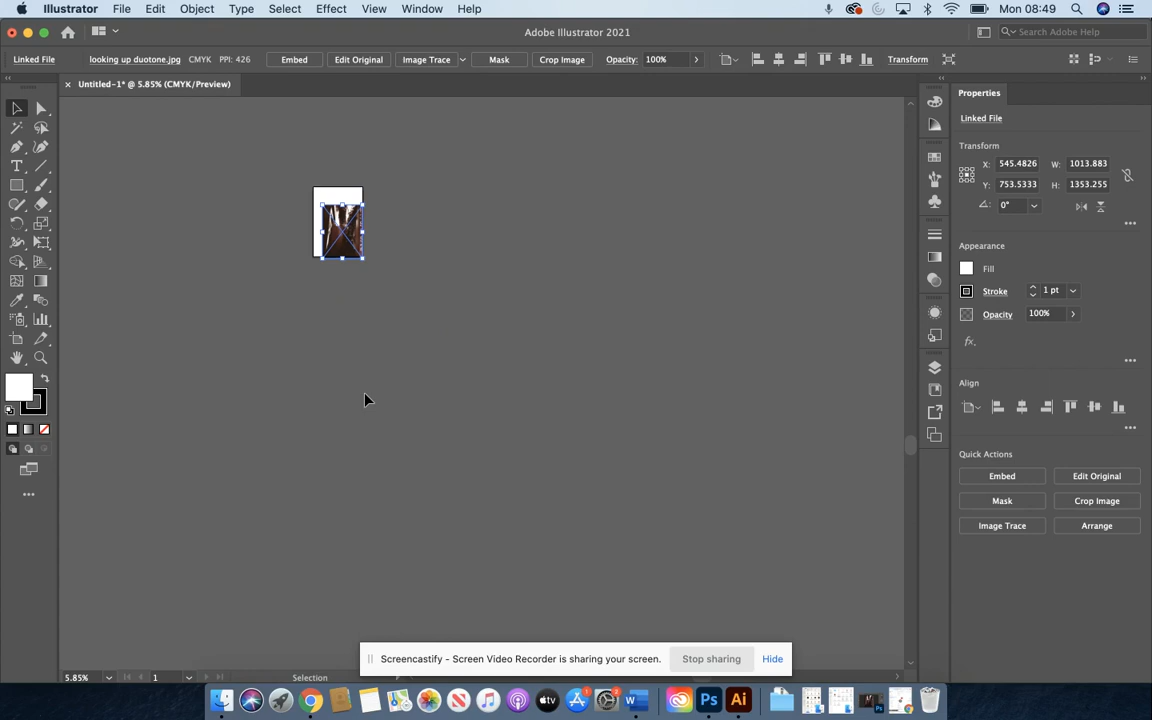 Illustrator File Edit Object Type Select Effect View Window Help Mon 08:49
Adobe Illustrator 2021
Search Adobe Help
Linked File looking up duotone.jpg CMYK PPI: 426 Embed Edit Original Image Trace Mask Crop Image Opacity: 100% Transform
× Untitled-1* @ 5.85% (CMYK/Preview)
Properties
Linked File
Transform
X: 545.4826 W: 1013.883
Y: 753.5333 H: 1353.255
0°
Appearance
Fill
Stroke 1 pt
Opacity 100%
fx.
Align
Quick Actions
Embed Edit Original
Mask Crop Image
Image Trace Arrange
Screencastify - Screen Video Recorder is sharing your screen. Stop sharing Hide
5.85% 1 Selection